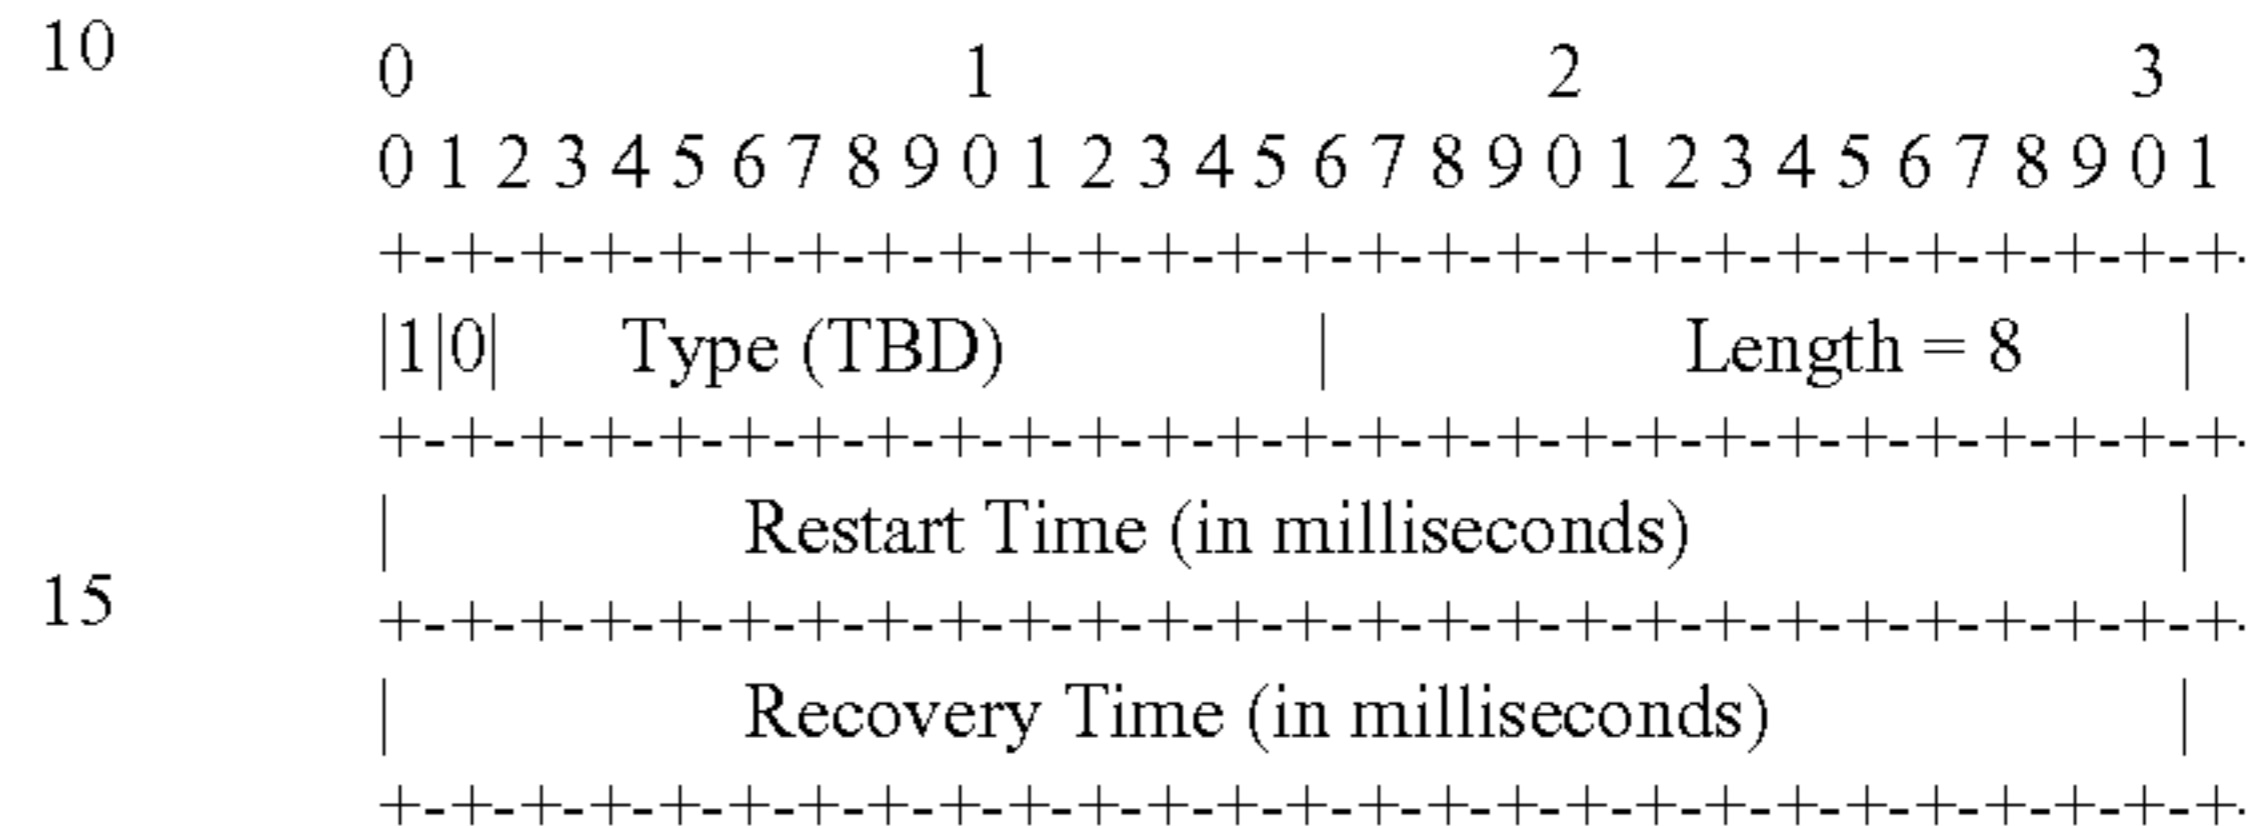 10
0 1 2 3
0 1 2 3 4 5 6 7 8 9 0 1 2 3 4 5 6 7 8 9 0 1 2 3 4 5 6 7 8 9 0 1
+-+-+-+-+-+-+-+-+-+-+-+-+-+-+-+-+-+-+-+-+-+-+-+-+-+-+-+.
|1|0| Type (TBD) | Length = 8 |
+-+-+-+-+-+-+-+-+-+-+-+-+-+-+-+-+-+-+-+-+-+-+-+-+-+-+-+.
| Restart Time (in milliseconds) |
15
+-+-+-+-+-+-+-+-+-+-+-+-+-+-+-+-+-+-+-+-+-+-+-+-+-+-+-+.
| Recovery Time (in milliseconds) |
+-+-+-+-+-+-+-+-+-+-+-+-+-+-+-+-+-+-+-+-+-+-+-+-+-+-+-+.